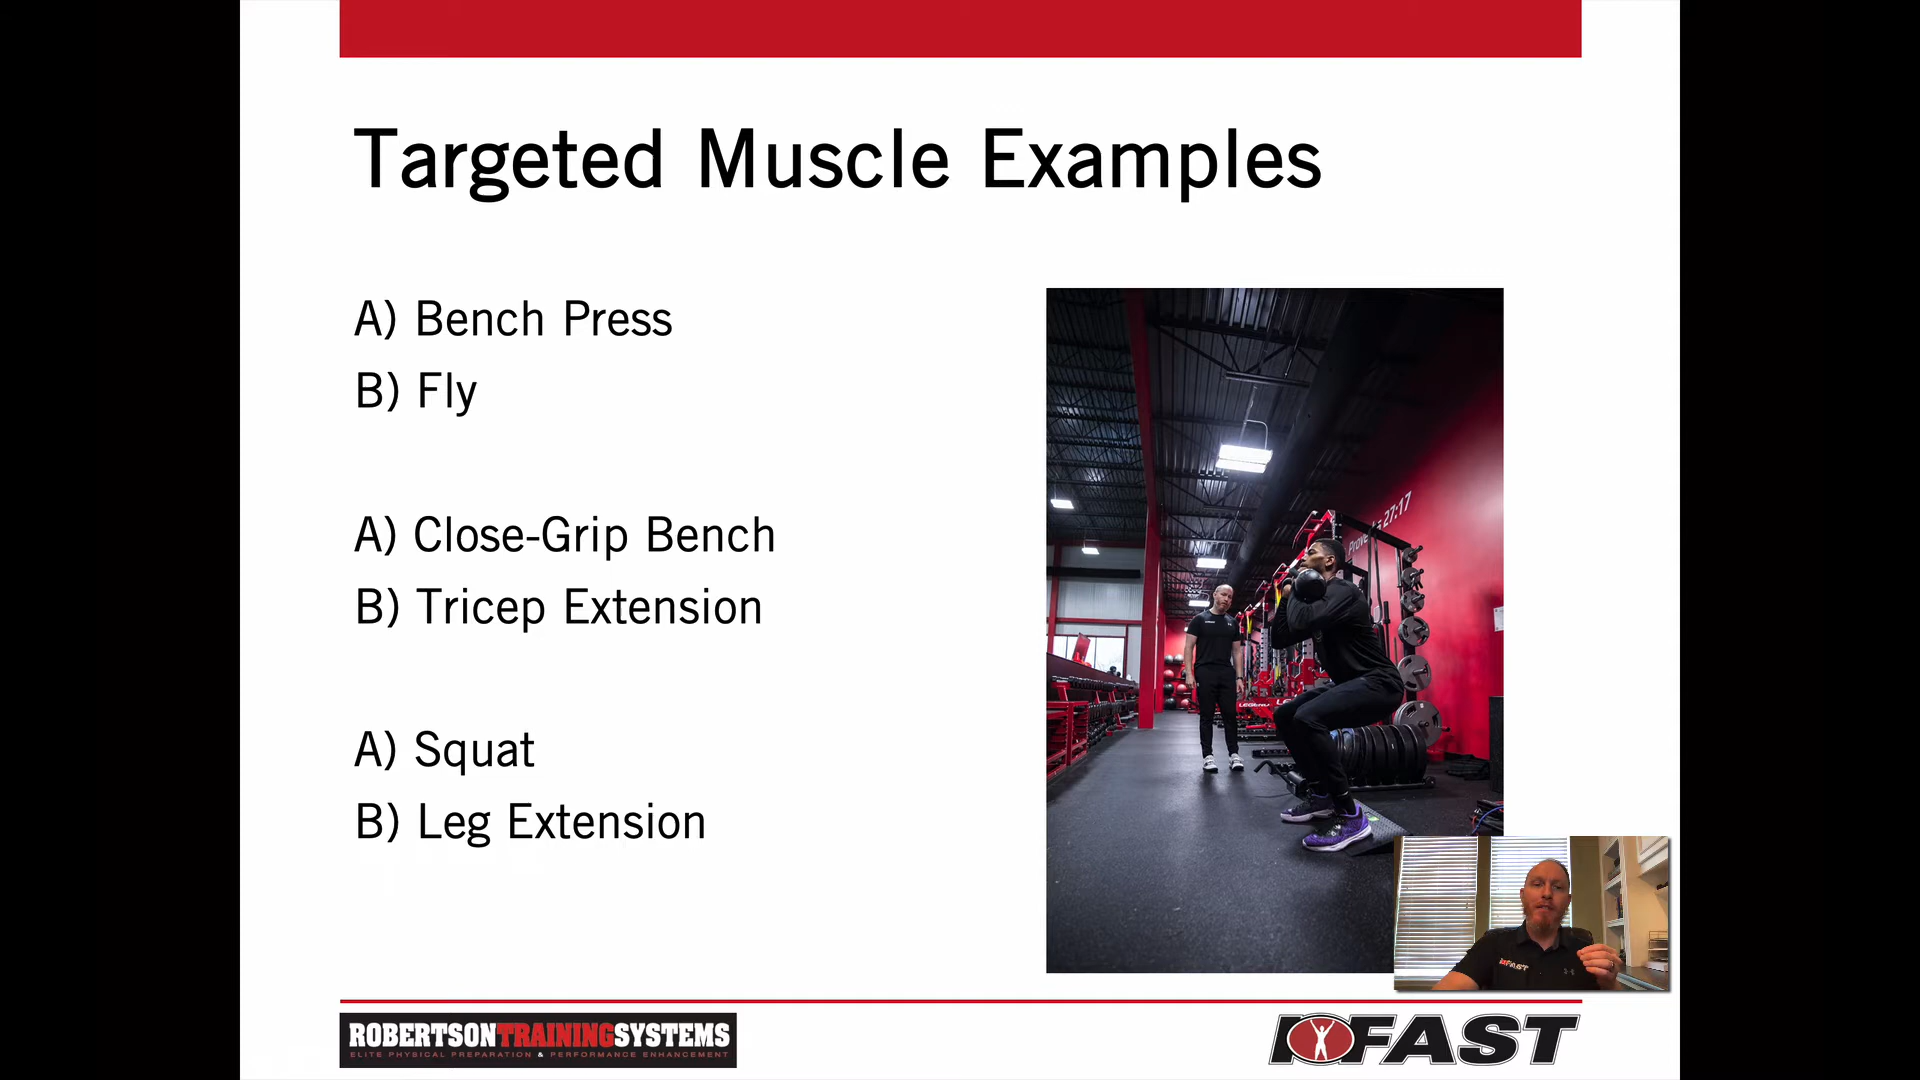 Targeted Muscle Examples
A) Bench Press
B) Fly
A) Close-Grip Bench
B) Tricep Extension
A) Squat
B) Leg Extension
27:17
ROBERTSONTRAININGSYSTEMS
ELITE PHYSICAL PREPARATION & PERFORMANCE ENHANCEMENT
IFAST